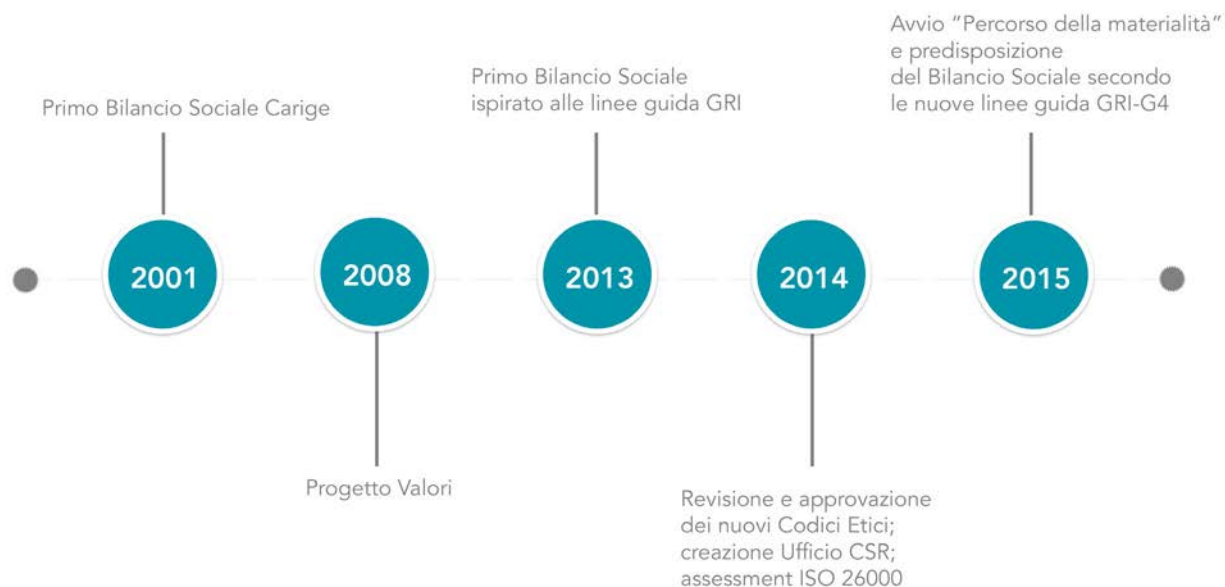 Primo Bilancio Sociale Carige
2001
2008
Progetto Valori
Primo Bilancio Sociale
ispirato alle linee guida GRI
2013
2014
Revisione e approvazione
dei nuovi Codici Etici;
creazione Ufficio CSR;
assessment ISO 26000
Avvio “Percorso della materialità”
e predisposizione
del Bilancio Sociale secondo
le nuove linee guida GRI-G4
2015